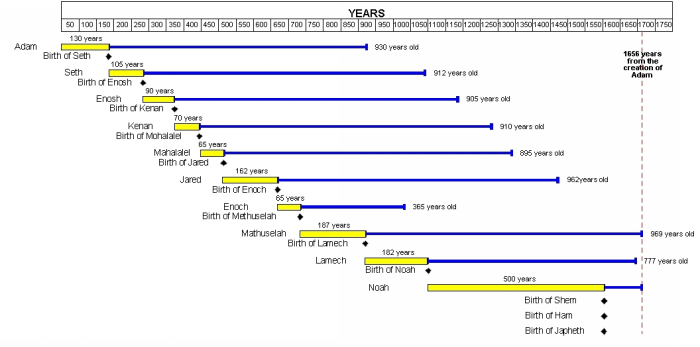 YEARS
50 100 150 200 250 300 350 400 450 500 550 600 650 700 750 800 850 900 950 1000 1050 1100 1150 1200 1250 1300 1350 1400 1450 1500 1550 1600 1650 1700 1750
130 years
Adam 930 years old
Birth of Seth
1656 years
from the
creation of
Adam
105 years
Seth 912 years old
Birth of Enosh
90 years
Enosh 905 years old
Birth of Kenan
70 years
Kenan 910 years old
Birth of Mohalalel
65 years
Mahalalel 895 years old
Birth of Jared
162 years
Jared 962years old
Birth of Enoch
65 years
Enoch 365 years old
Birth of Methuselah
187 years
Mathuselah 969 years old
Birth of Lamech
182 years
Lamech 777 years old
Birth of Noah
500 years
Noah
Birth of Shem
Birth of Ham
Birth of Japheth